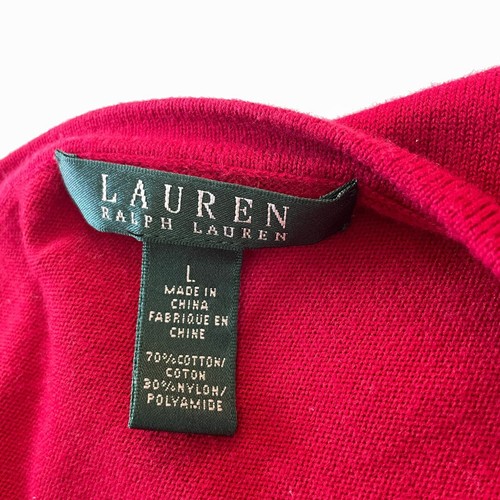 LAUREN
RALPH LAUREN
L
MADE IN
CHINA
FABRIQUE EN
CHINE
70%COTTON/
COTON
30%NYLON/
POLYAMIDE